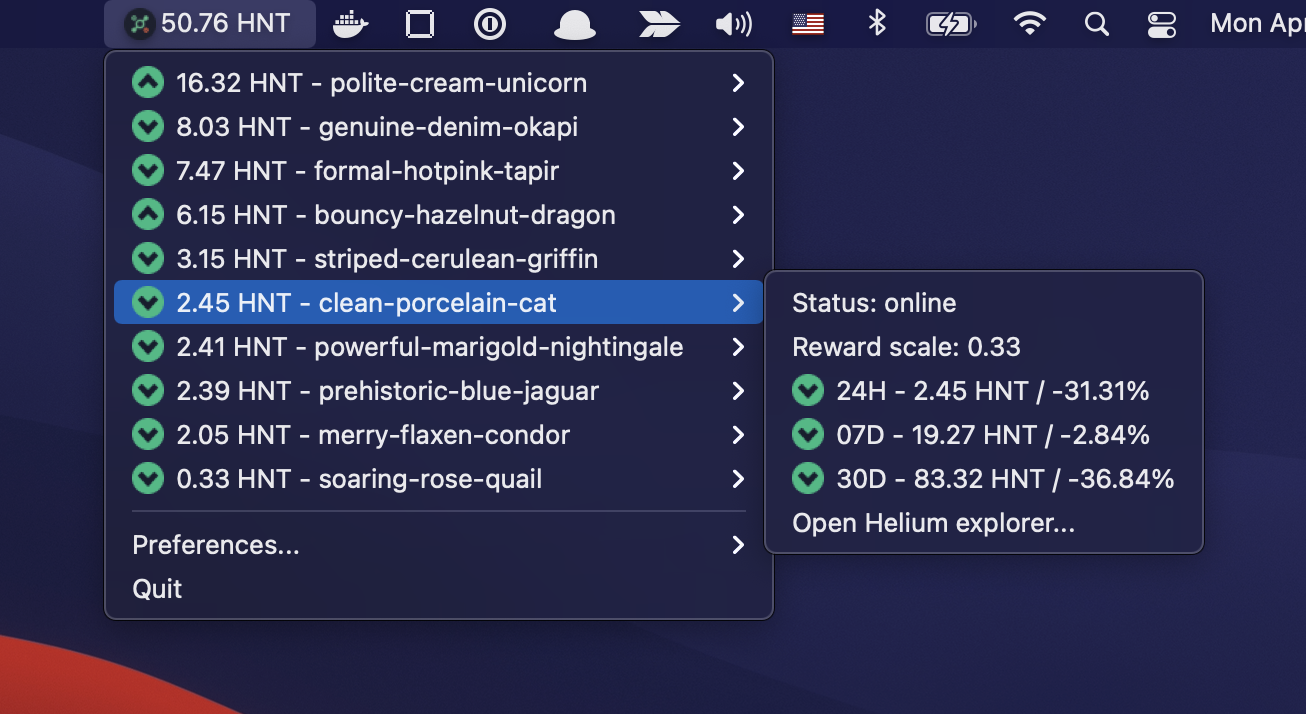 50.76 HNT
Mon Apr
16.32 HNT - polite-cream-unicorn
8.03 HNT - genuine-denim-okapi
7.47 HNT - formal-hotpink-tapir
6.15 HNT - bouncy-hazelnut-dragon
3.15 HNT - striped-cerulean-griffin
2.45 HNT - clean-porcelain-cat
2.41 HNT - powerful-marigold-nightingale
2.39 HNT - prehistoric-blue-jaguar
2.05 HNT - merry-flaxen-condor
0.33 HNT - soaring-rose-quail
Preferences...
Quit
Status: online
Reward scale: 0.33
24H - 2.45 HNT / -31.31%
07D - 19.27 HNT / -2.84%
30D - 83.32 HNT / -36.84%
Open Helium explorer...